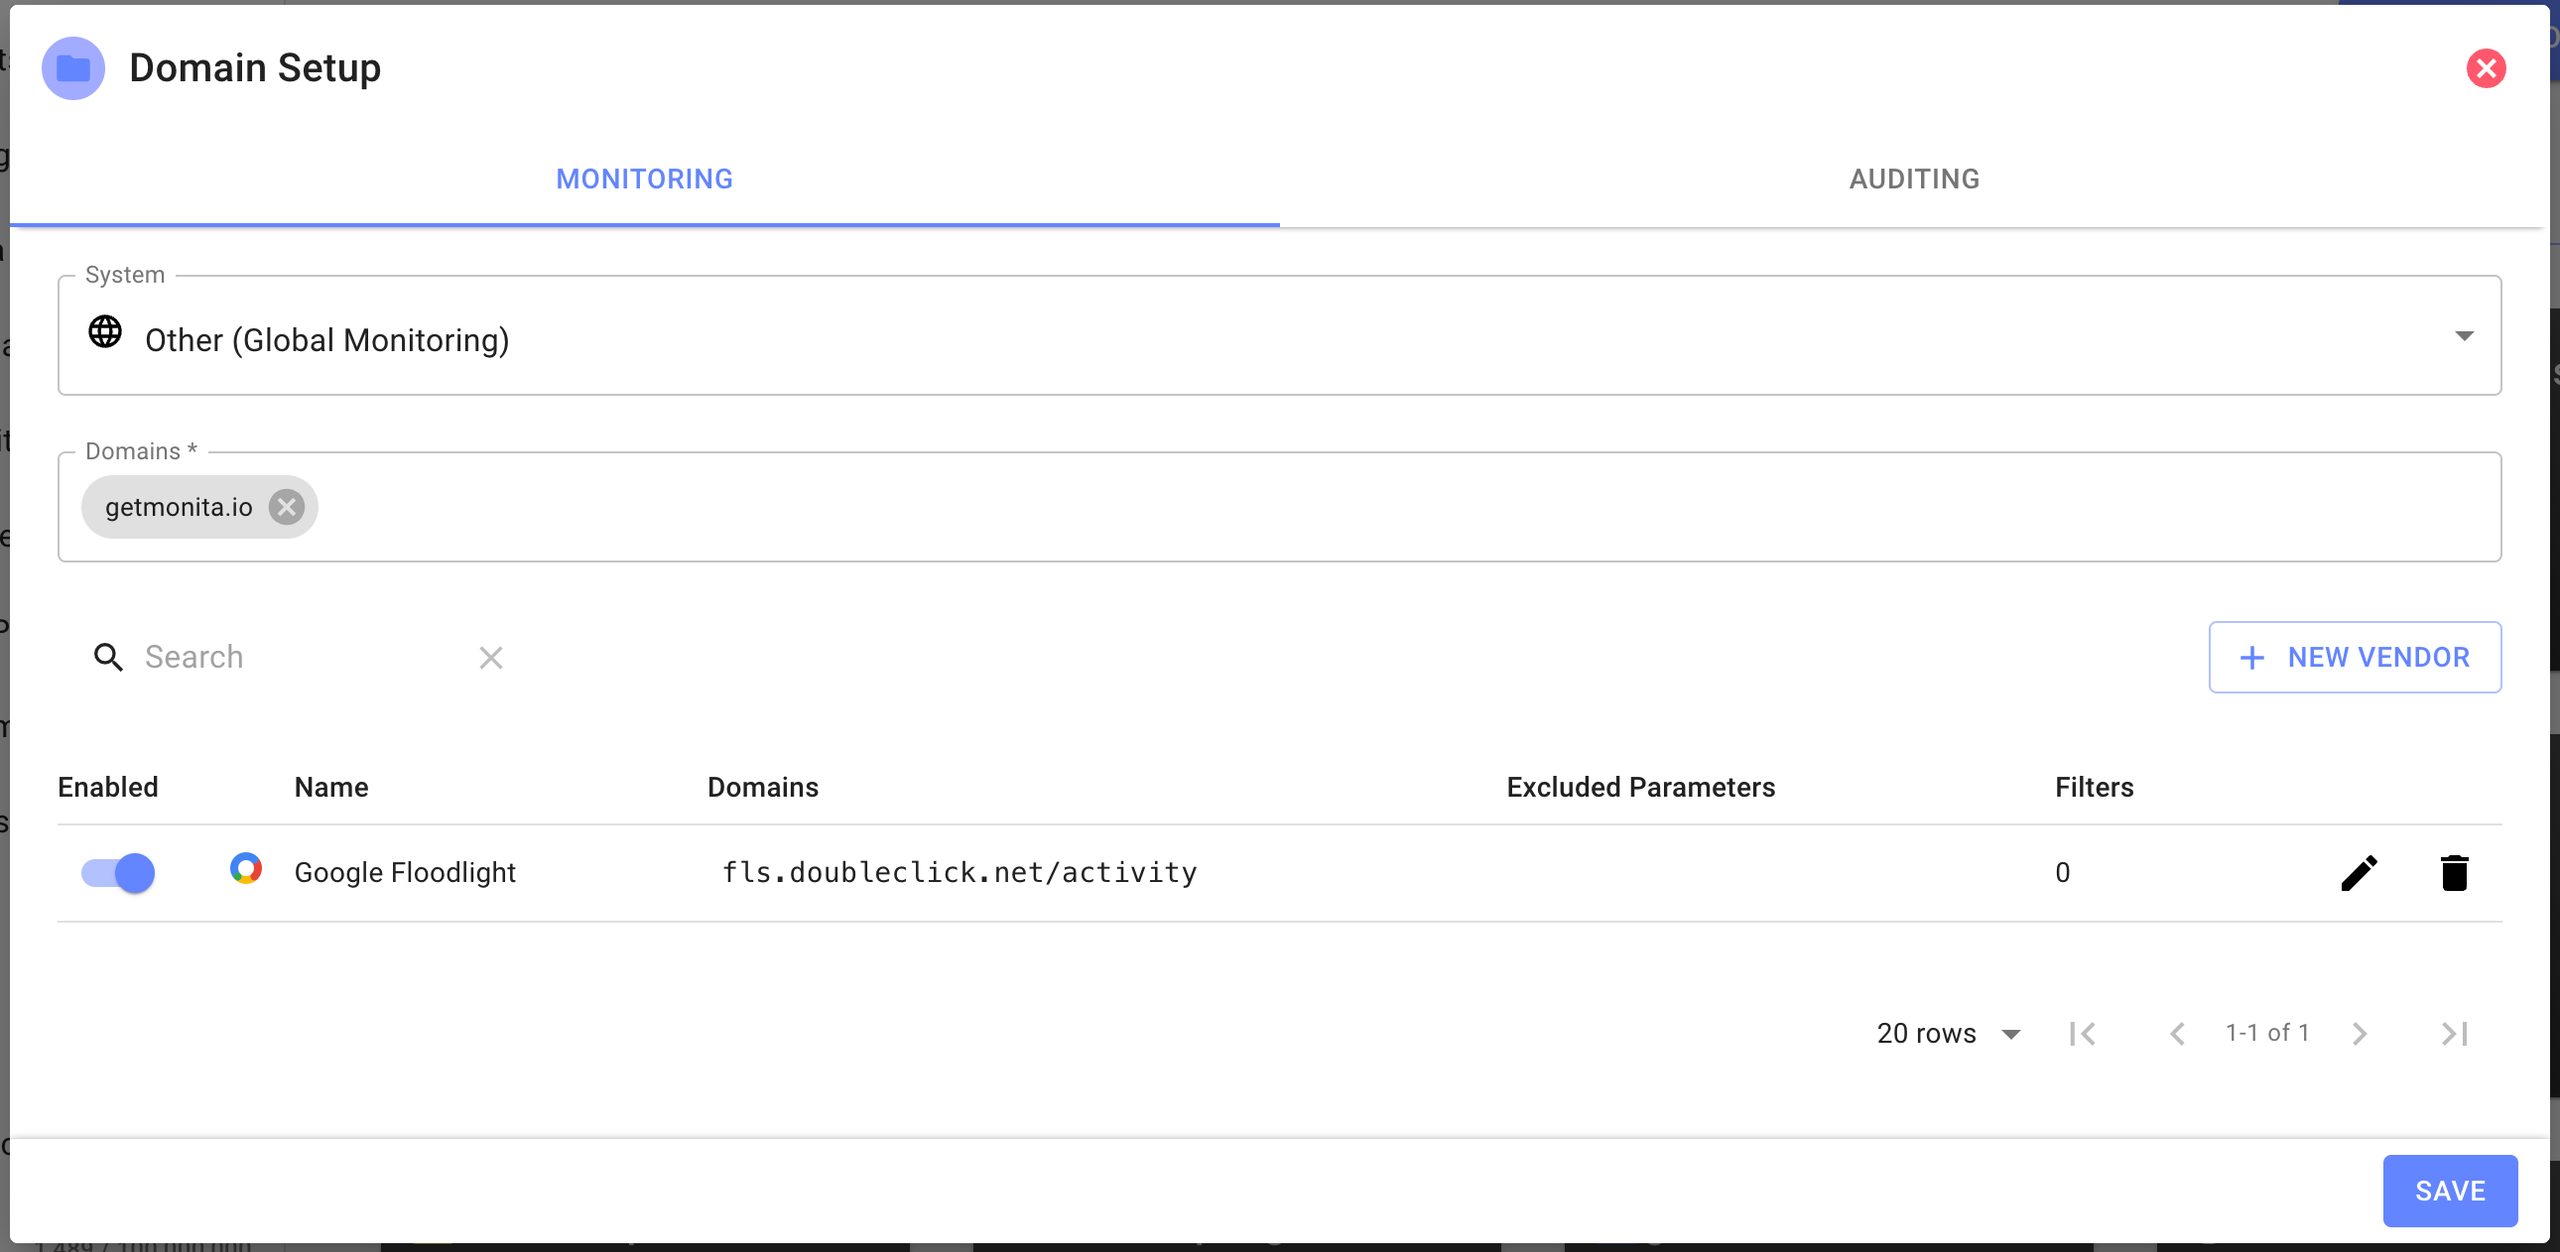 Domain Setup
MONITORING
AUDITING
System
Other (Global Monitoring)
Domains *
getmonita.io
Search
NEW VENDOR
Enabled Name Domains Excluded Parameters Filters
Google Floodlight fls.doubleclick.net/activity 0
20 rows 1-1 of 1
SAVE